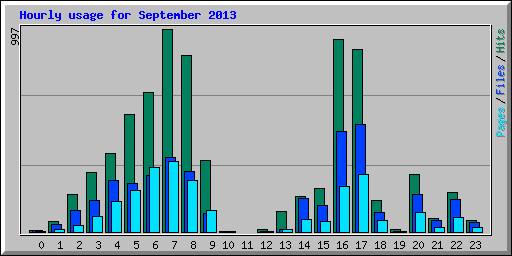 Hourly usage for September 2013
997
Pages / Files / Hits
0 1 2 3 4 5 6 7 8 9 10 11 12 13 14 15 16 17 18 19 20 21 22 23